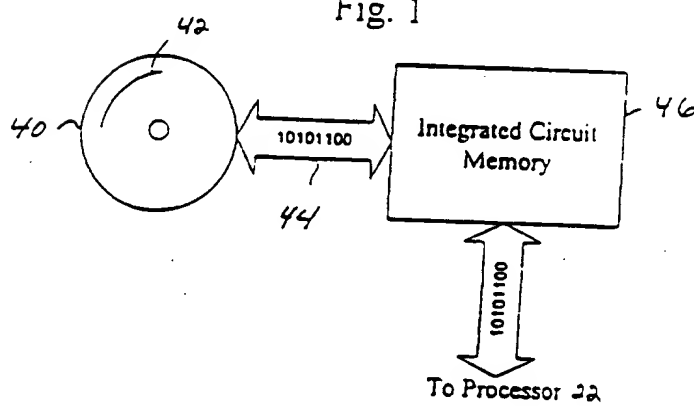 Fig. 1
42
40
10101100
44
Integrated Circuit
Memory
46
10101100
To Processor 22